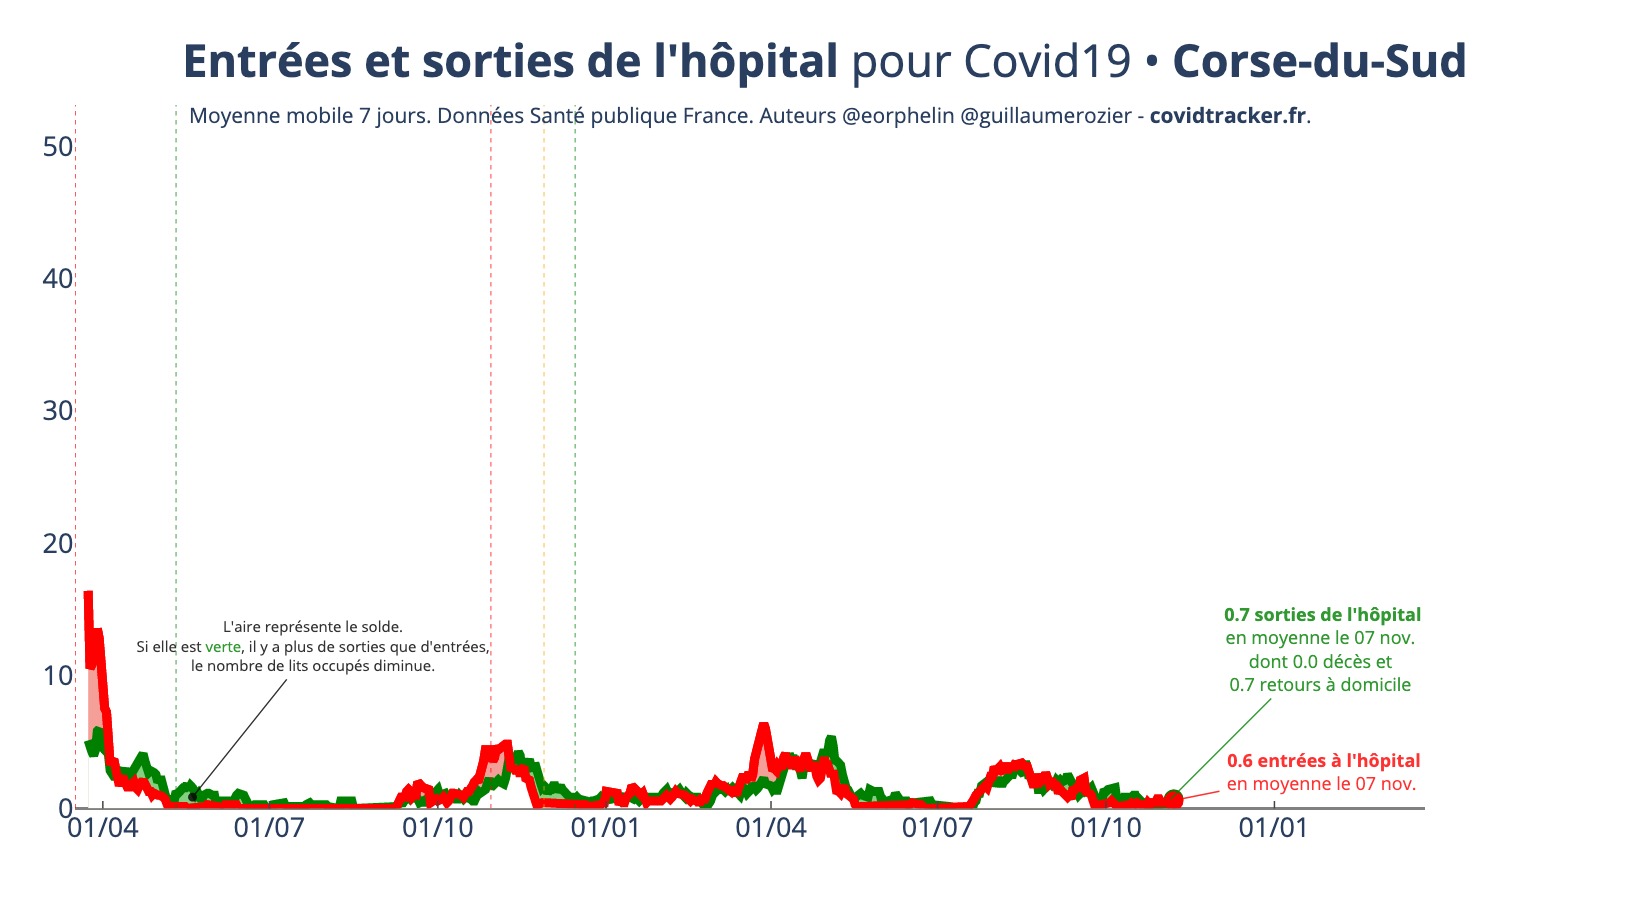 Entrées et sorties de l'hôpital pour Covid19 • Corse-du-Sud
Moyenne mobile 7 jours. Données Santé publique France. Auteurs @eorphelin @guillaumerozier - covidtracker.fr.
50
40
30
20
10
0
L'aire représente le solde.
Si elle est verte, il y a plus de sorties que d'entrées,
le nombre de lits occupés diminue.
0.7 sorties de l'hôpital
en moyenne le 07 nov.
dont 0.0 décès et
0.7 retours à domicile
0.6 entrées à l'hôpital
en moyenne le 07 nov.
01/04 01/07 01/10 01/01 01/04 01/07 01/10 01/01